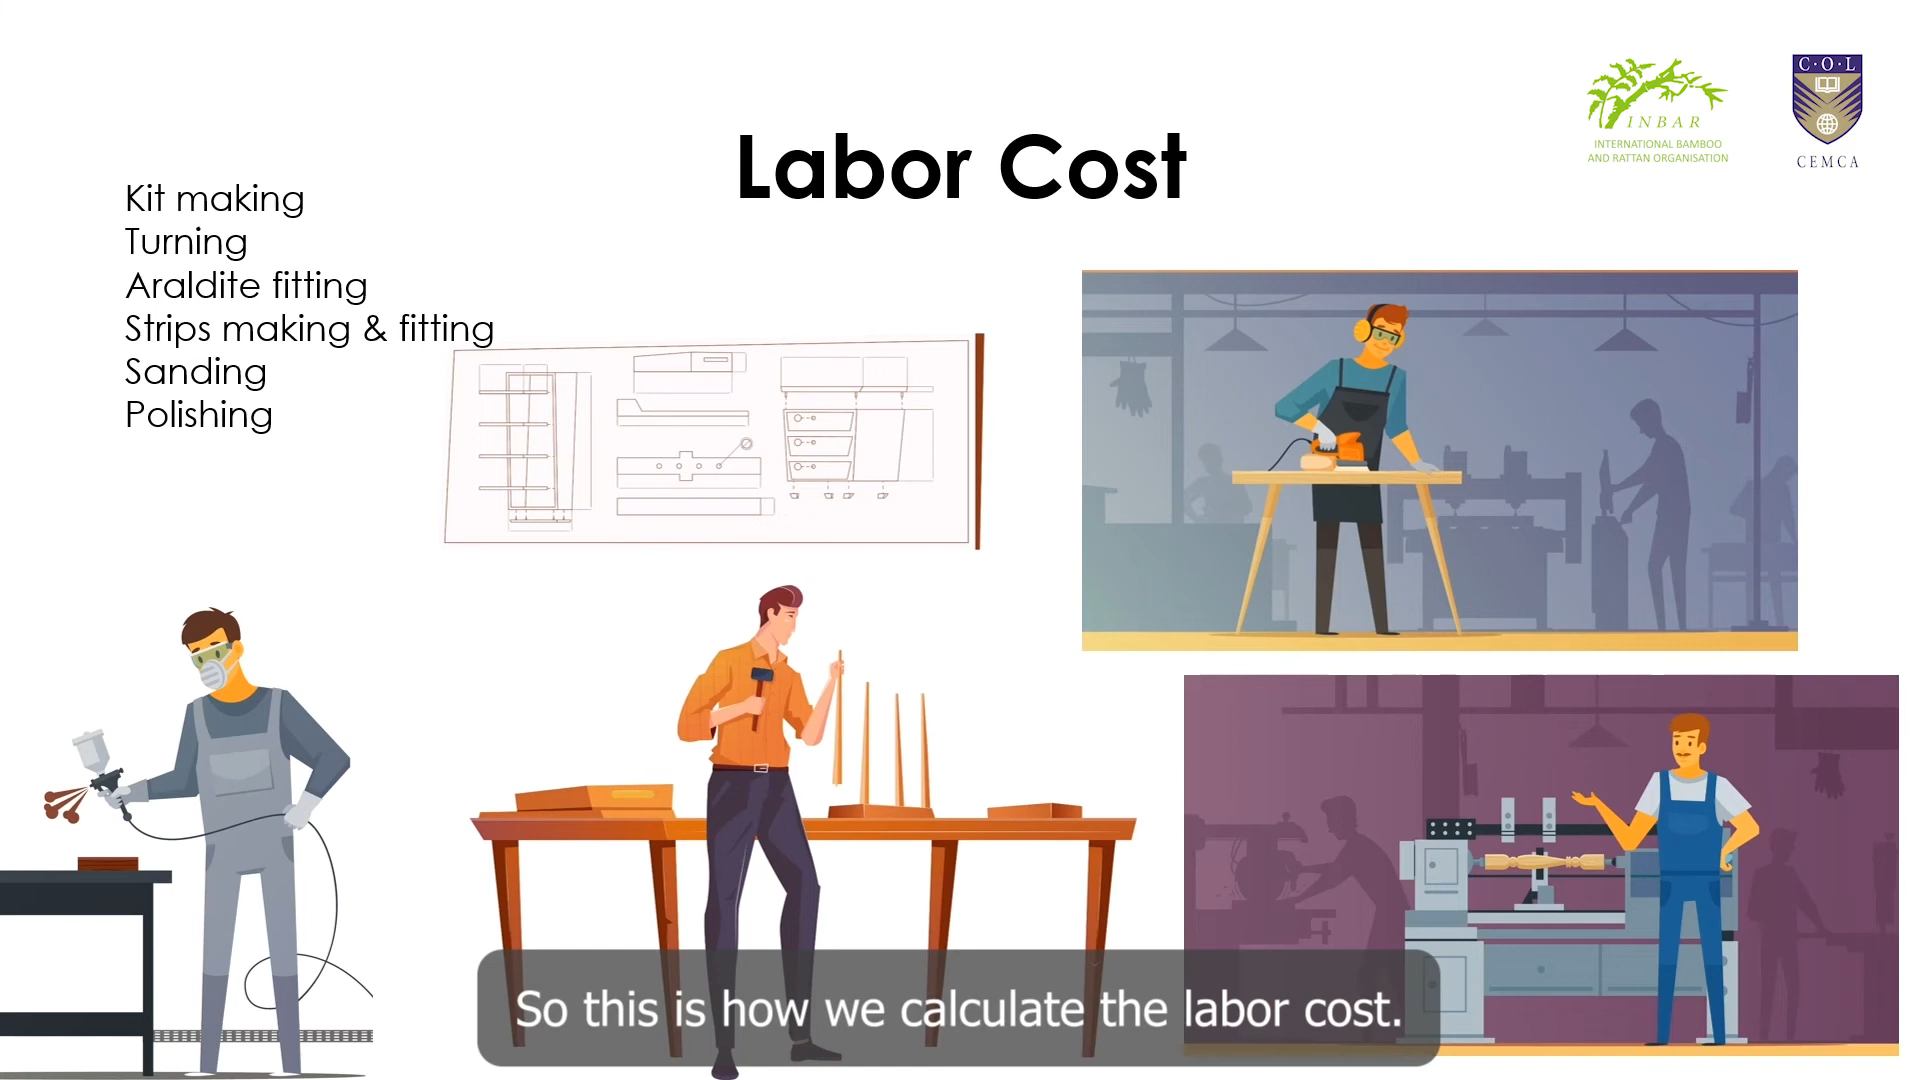 C·O·L
INBAR
INTERNATIONAL BAMBOO
AND RATTAN ORGANISATION
CEMCA
Labor Cost
Kit making
Turning
Araldite fitting
Strips making & fitting
Sanding
Polishing
So this is how we calculate the labor cost.